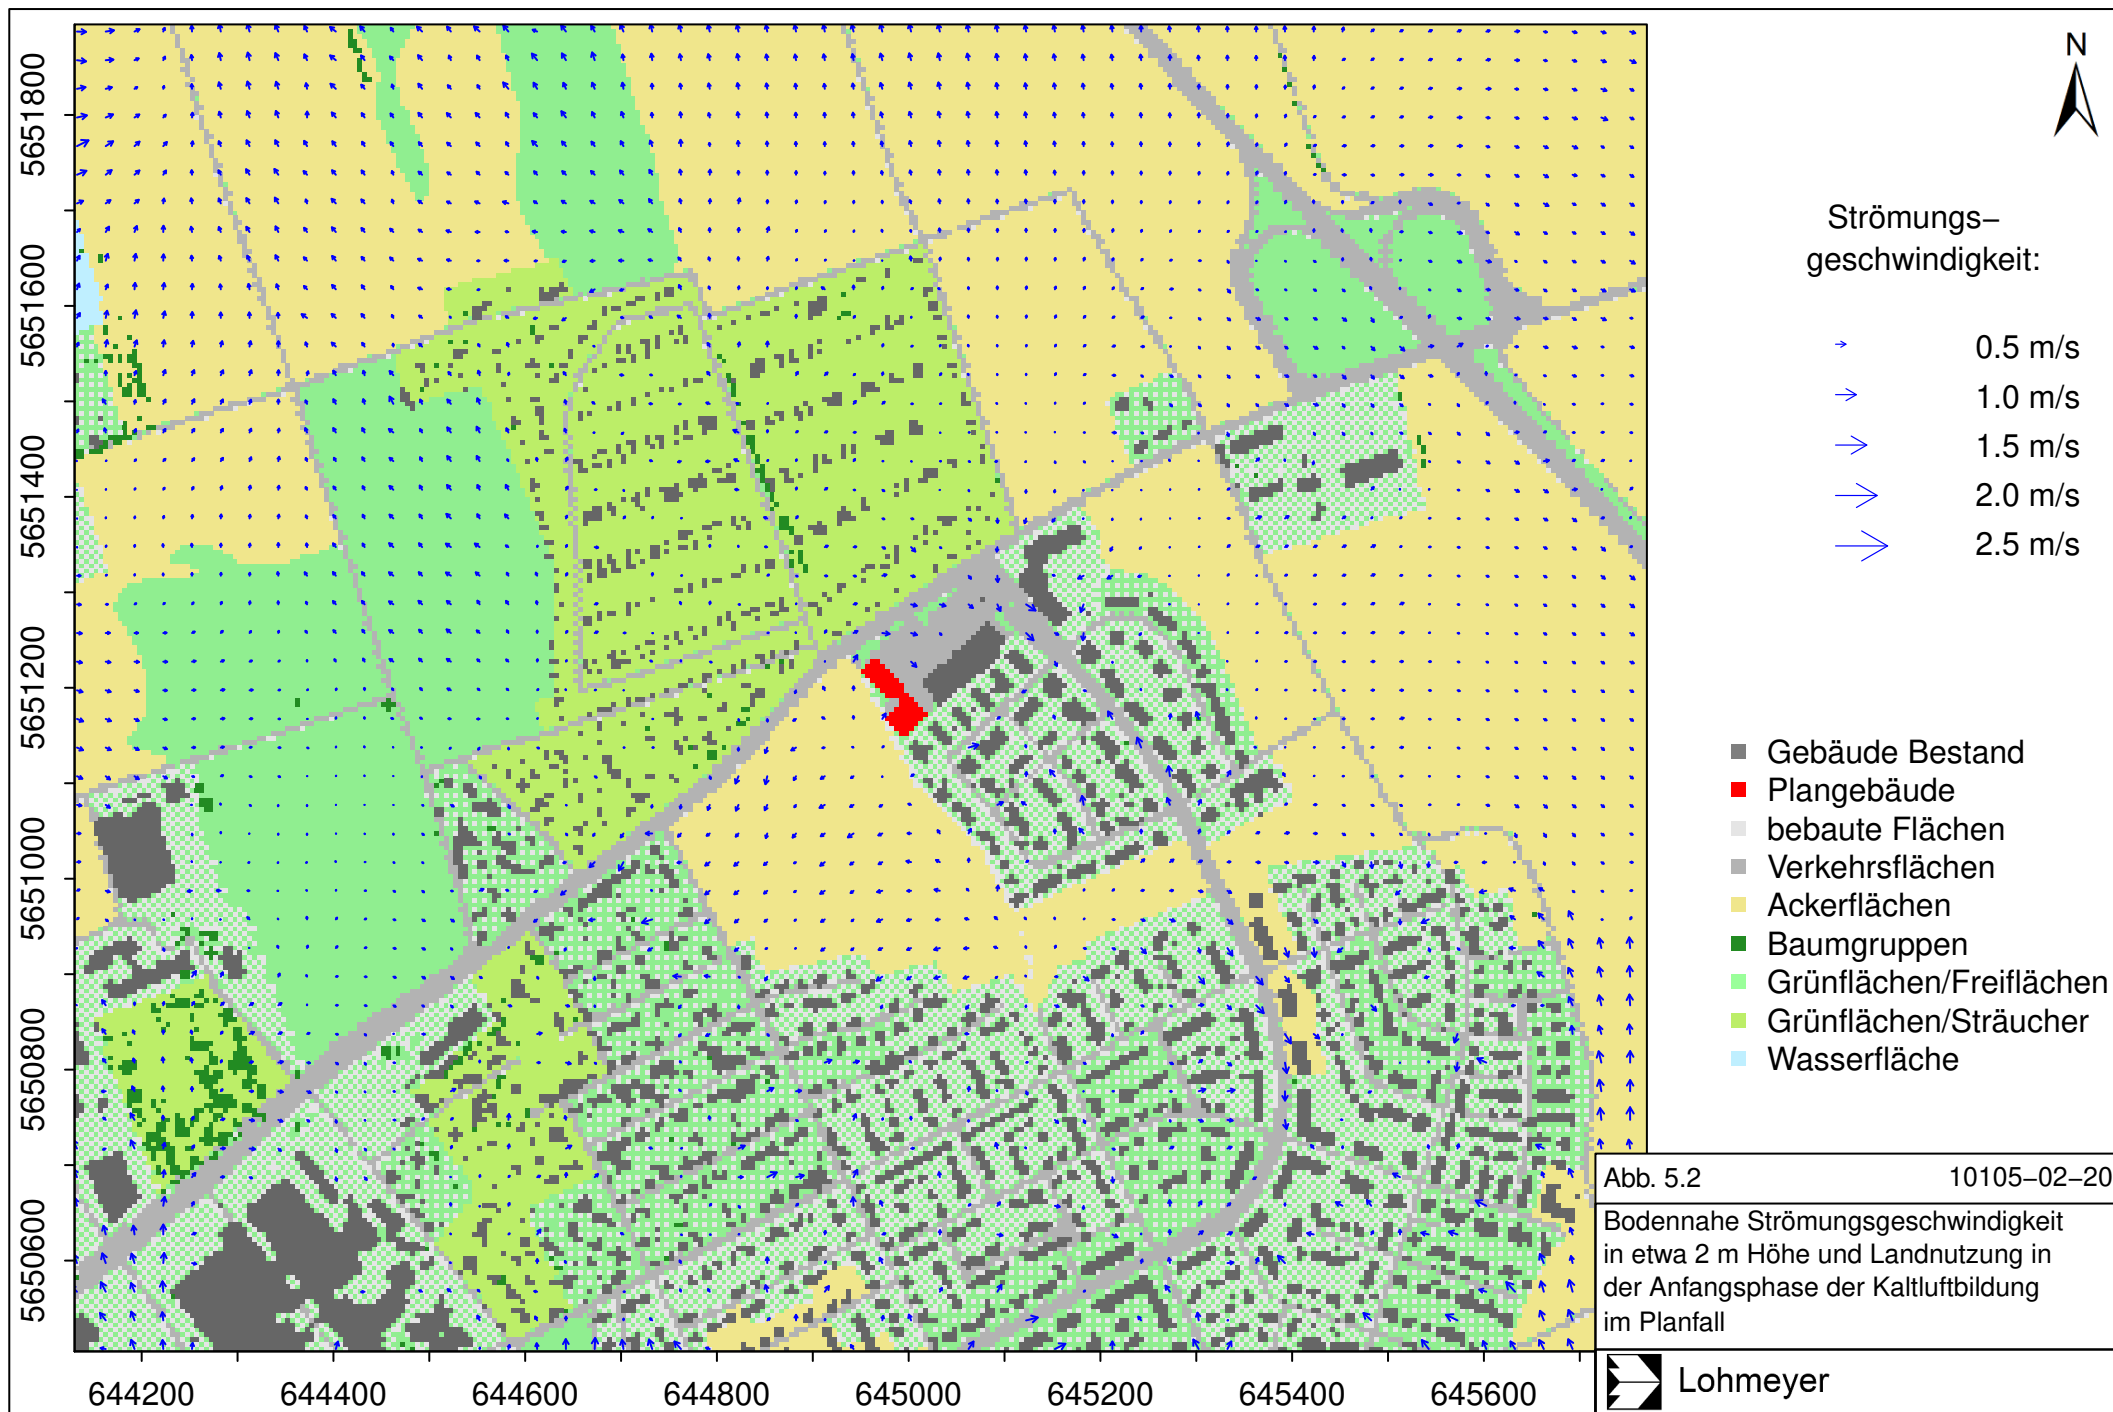 N
Strömungs–
geschwindigkeit:
0.5 m/s
1.0 m/s
1.5 m/s
2.0 m/s
2.5 m/s
Gebäude Bestand
Plangebäude
bebaute Flächen
Verkehrsflächen
Ackerflächen
Baumgruppen
Grünflächen/Freiflächen
Grünflächen/Sträucher
Wasserfläche
5651800
5651600
5651400
5651200
5651000
5650800
5650600
644200 644400 644600 644800 645000 645200 645400 645600
Abb. 5.2 10105–02–20
Bodennahe Strömungsgeschwindigkeit
in etwa 2 m Höhe und Landnutzung in
der Anfangsphase der Kaltluftbildung
im Planfall
Lohmeyer